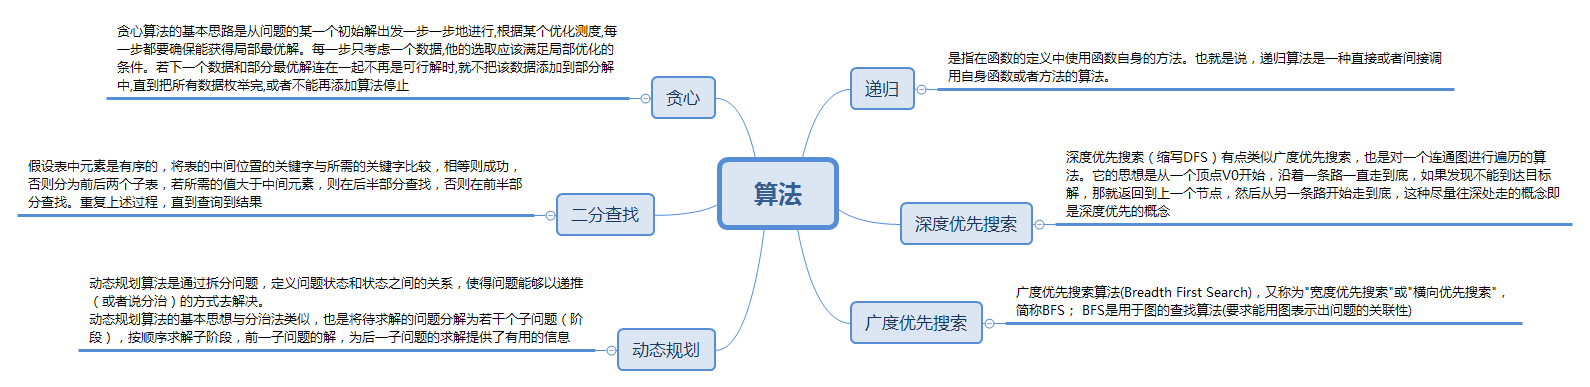 贪心算法的基本思路是从问题的某一个初始解出发一步一步地进行,根据某个优化测度,每
一步都要确保能获得局部最优解。每一步只考虑一个数据,他的选取应该满足局部优化的
条件。若下一个数据和部分最优解连在一起不再是可行解时,就不把该数据添加到部分解
中,直到把所有数据枚举完,或者不能再添加算法停止
贪心
假设表中元素是有序的，将表的中间位置的关键字与所需的关键字比较，相等则成功，
否则分为前后两个子表，若所需的值大于中间元素，则在后半部分查找，否则在前半部
分查找。重复上述过程，直到查询到结果
二分查找
动态规划算法是通过拆分问题，定义问题状态和状态之间的关系，使得问题能够以递推
（或者说分治）的方式去解决。
动态规划算法的基本思想与分治法类似，也是将待求解的问题分解为若干个子问题（阶
段），按顺序求解子阶段，前一子问题的解，为后一子问题的求解提供了有用的信息
动态规划
算法
递归
是指在函数的定义中使用函数自身的方法。也就是说，递归算法是一种直接或者间接调
用自身函数或者方法的算法。
深度优先搜索
深度优先搜索（缩写DFS）有点类似广度优先搜索，也是对一个连通图进行遍历的算
法。它的思想是从一个顶点V0开始，沿着一条路一直走到底，如果发现不能到达目标
解，那就返回到上一个节点，然后从另一条路开始走到底，这种尽量往深处走的概念即
是深度优先的概念
广度优先搜索
广度优先搜索算法(Breadth First Search)，又称为"宽度优先搜索"或"横向优先搜索"，
简称BFS； BFS是用于图的查找算法(要求能用图表示出问题的关联性)